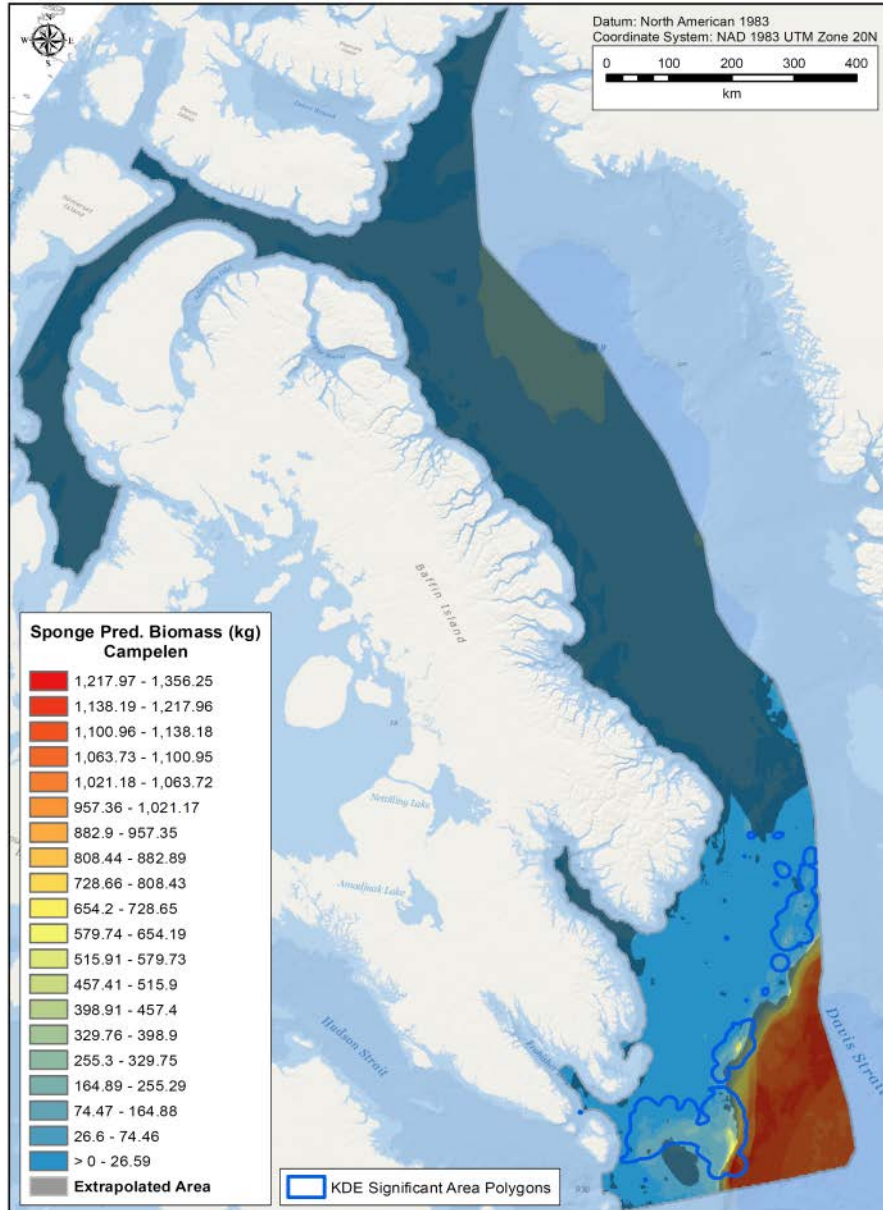 N
W
E
S
Datum: North American 1983
Coordinate System: NAD 1983 UTM Zone 20N
0 100 200 300 400
km
Devon
Island
Somerset
Island
Baffin Island
Nettilling Lake
Amadjuak Lake
Hudson Strait
Davis Strait
Sponge Pred. Biomass (kg)
Campelen
1,217.97 - 1,356.25
1,138.19 - 1,217.96
1,100.96 - 1,138.18
1,063.73 - 1,100.95
1,021.18 - 1,063.72
957.36 - 1,021.17
882.9 - 957.35
808.44 - 882.89
728.66 - 808.43
654.2 - 728.65
579.74 - 654.19
515.91 - 579.73
457.41 - 515.9
398.91 - 457.4
329.76 - 398.9
255.3 - 329.75
164.89 - 255.29
74.47 - 164.88
26.6 - 74.46
> 0 - 26.59
Extrapolated Area
KDE Significant Area Polygons